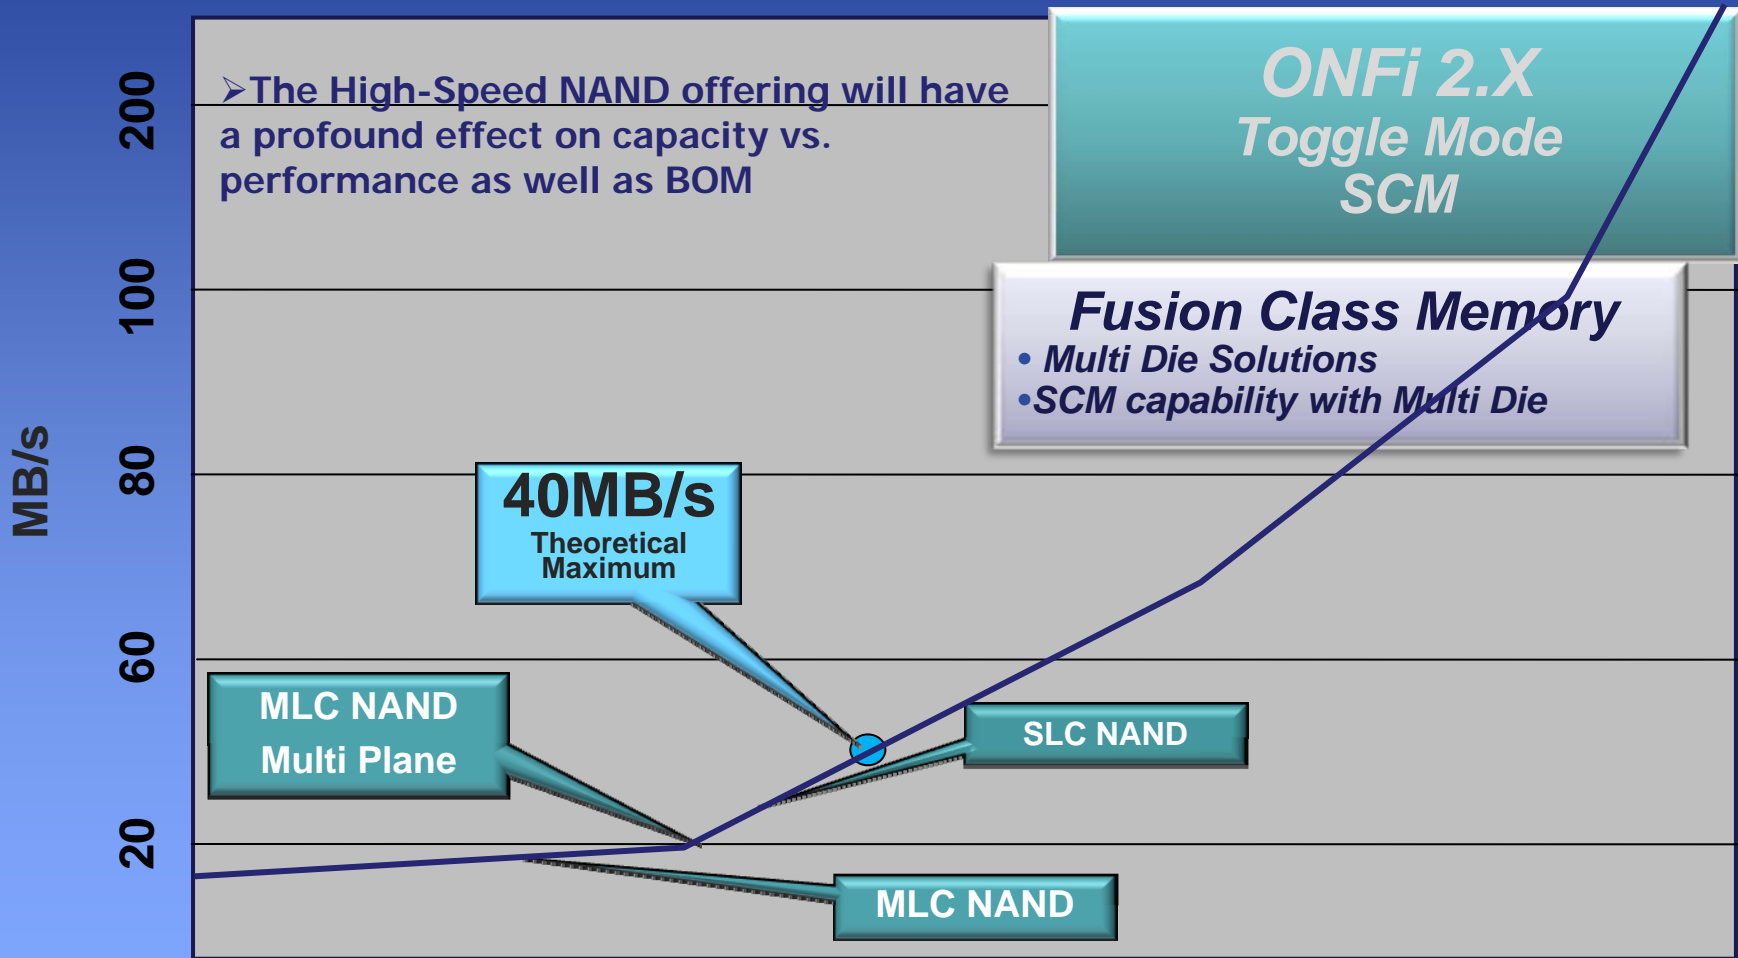 ➢The High-Speed NAND offering will have
a profound effect on capacity vs.
performance as well as BOM
ONFi 2.X
Toggle Mode
SCM
Fusion Class Memory
• Multi Die Solutions
•SCM capability with Multi Die
MB/s
200
100
80
60
20
40MB/s
Theoretical
Maximum
MLC NAND
Multi Plane
SLC NAND
MLC NAND